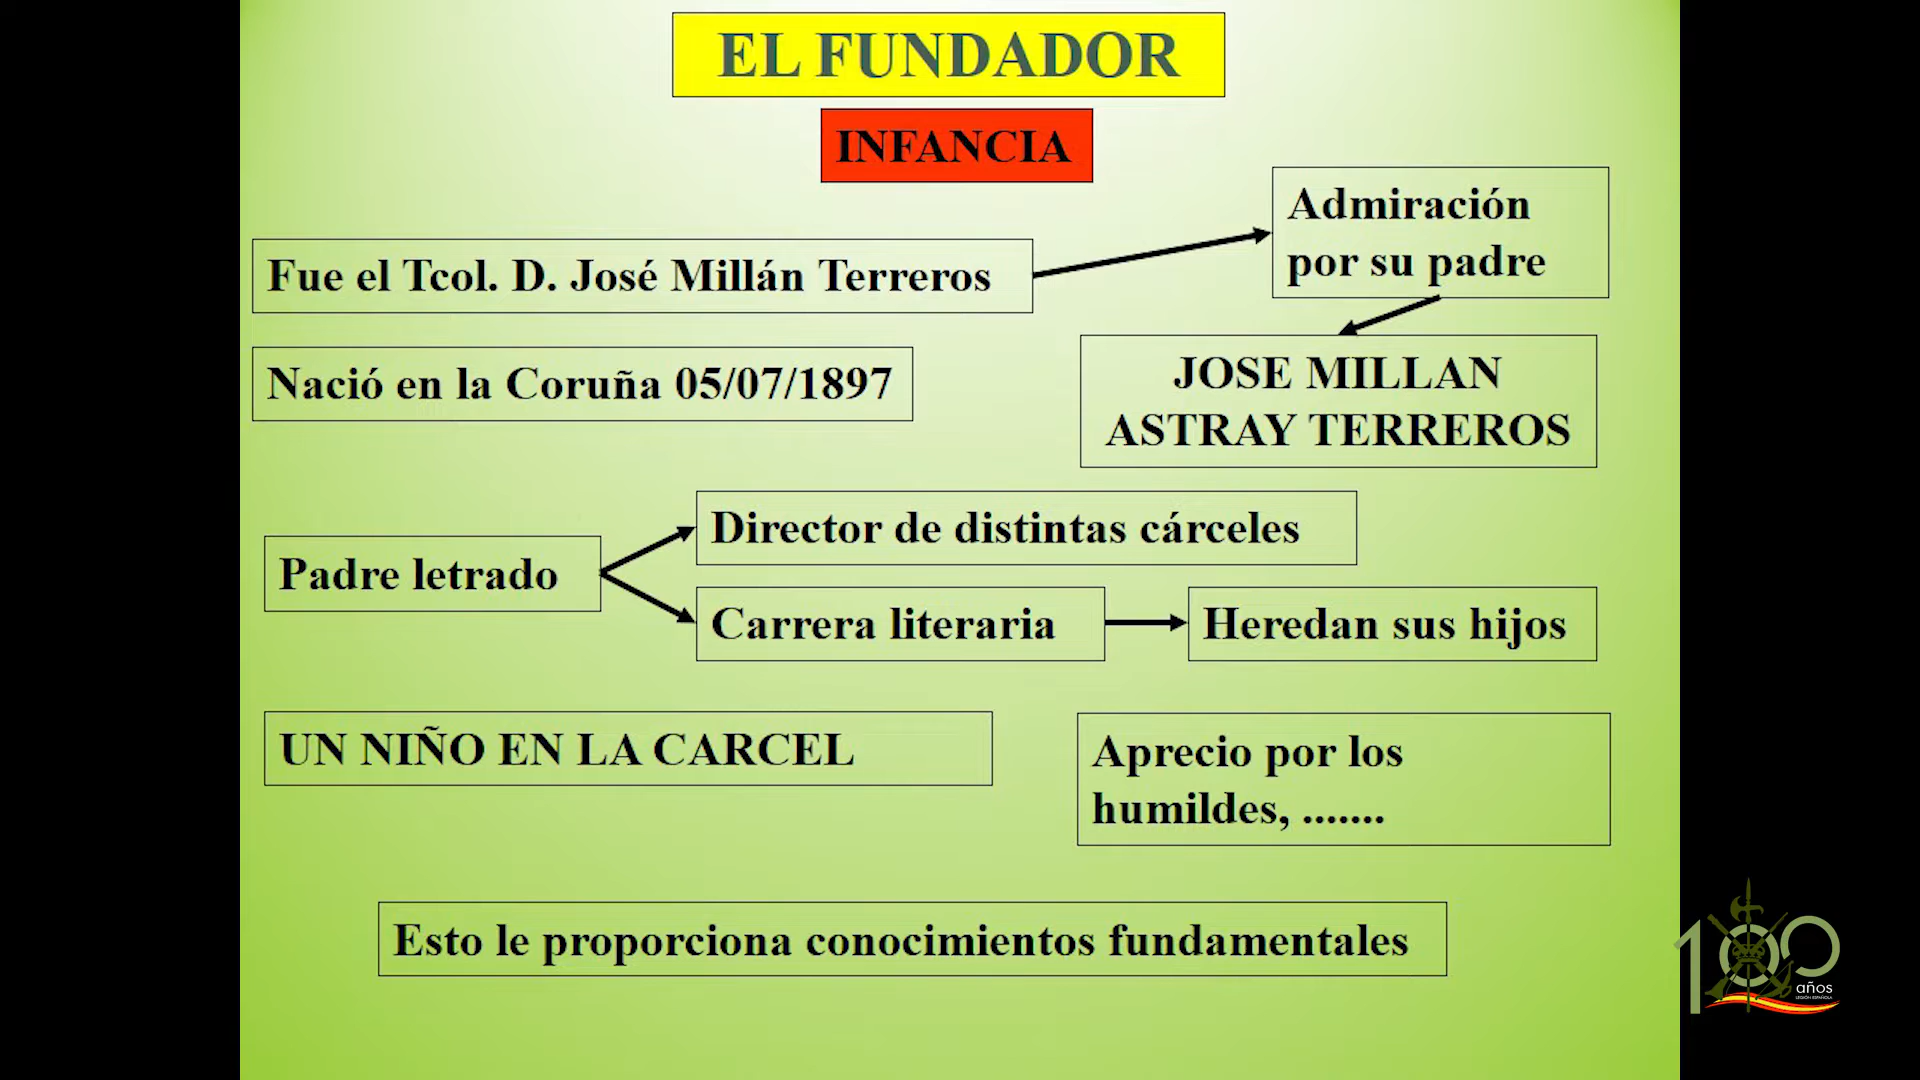 EL FUNDADOR
INFANCIA
Fue el Tcol. D. José Millán Terreros
Admiración
por su padre
Nació en la Coruña 05/07/1897
JOSE MILLAN
ASTRAY TERREROS
Padre letrado
Director de distintas cárceles
Carrera literaria
Heredan sus hijos
UN NIÑO EN LA CARCEL
Aprecio por los
humildes, .......
Esto le proporciona conocimientos fundamentales
100
años
LEGIÓN ESPAÑOLA